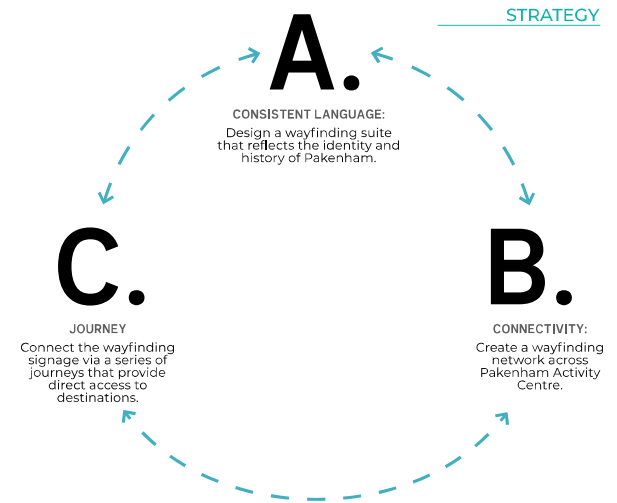 STRATEGY
A.
CONSISTENT LANGUAGE:
Design a wayfinding suite
that reflects the identity and
history of Pakenham.
C.
JOURNEY
Connect the wayfinding
signage via a series of
journeys that provide
direct access to
destinations.
B.
CONNECTIVITY:
Create a wayfinding
network across
Pakenham Activity
Centre.